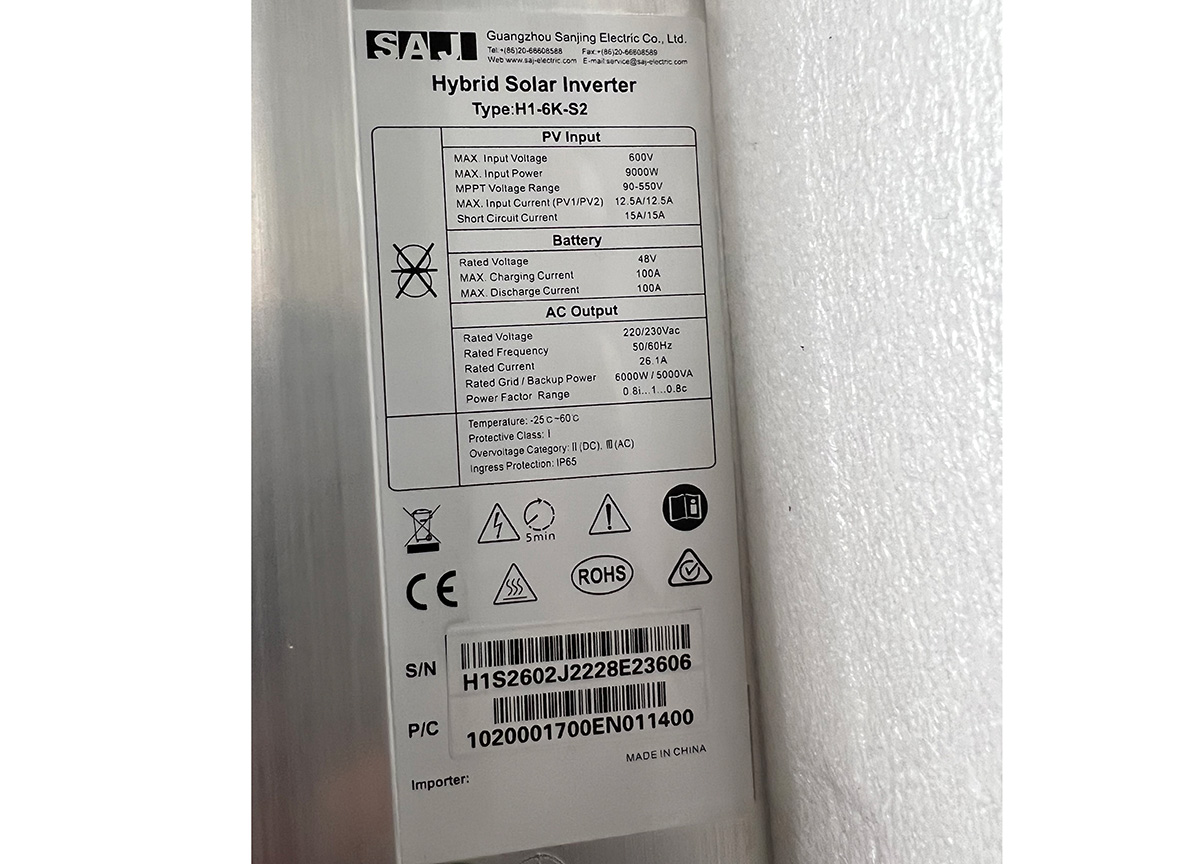 SAJ
Guangzhou Sanjing Electric Co., Ltd.
Tel:+(86)20-66608588 Fax:+(86)20-66608589
Web:www.saj-electric.com E-mail:service@saj-electric.com
Hybrid Solar Inverter
Type:H1-6K-S2
PV Input
MAX. Input Voltage 600V
MAX. Input Power 9000W
MPPT Voltage Range 90-550V
MAX. Input Current (PV1/PV2) 12.5A/12.5A
Short Circuit Current 15A/15A
Battery
Rated Voltage 48V
MAX. Charging Current 100A
MAX. Discharge Current 100A
AC Output
Rated Voltage 220/230Vac
Rated Frequency 50/60Hz
Rated Current 26.1A
Rated Grid / Backup Power 6000W / 5000VA
Power Factor Range 0.8i...1...0.8c
Temperature: -25℃~60℃
Protective Class: I
Overvoltage Category: II (DC), III (AC)
Ingress Protection: IP65
5min
CE
ROHS
S/N
H1S2602J2228E23606
P/C
1020001700EN011400
MADE IN CHINA
Importer: